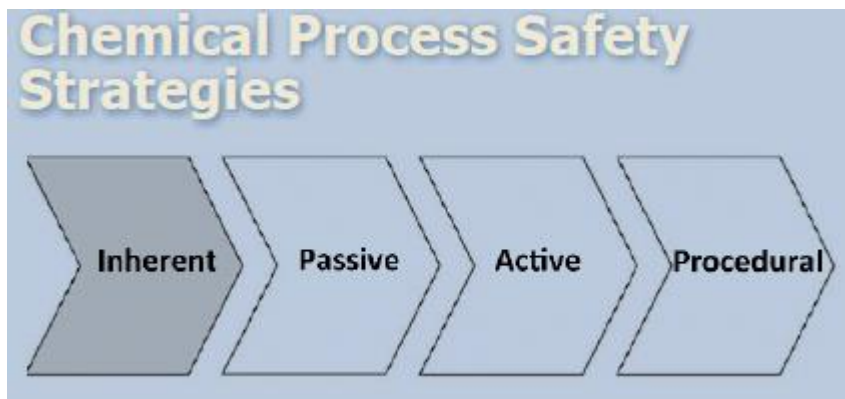 Chemical Process Safety
Strategies
Inherent
Passive
Active
Procedural